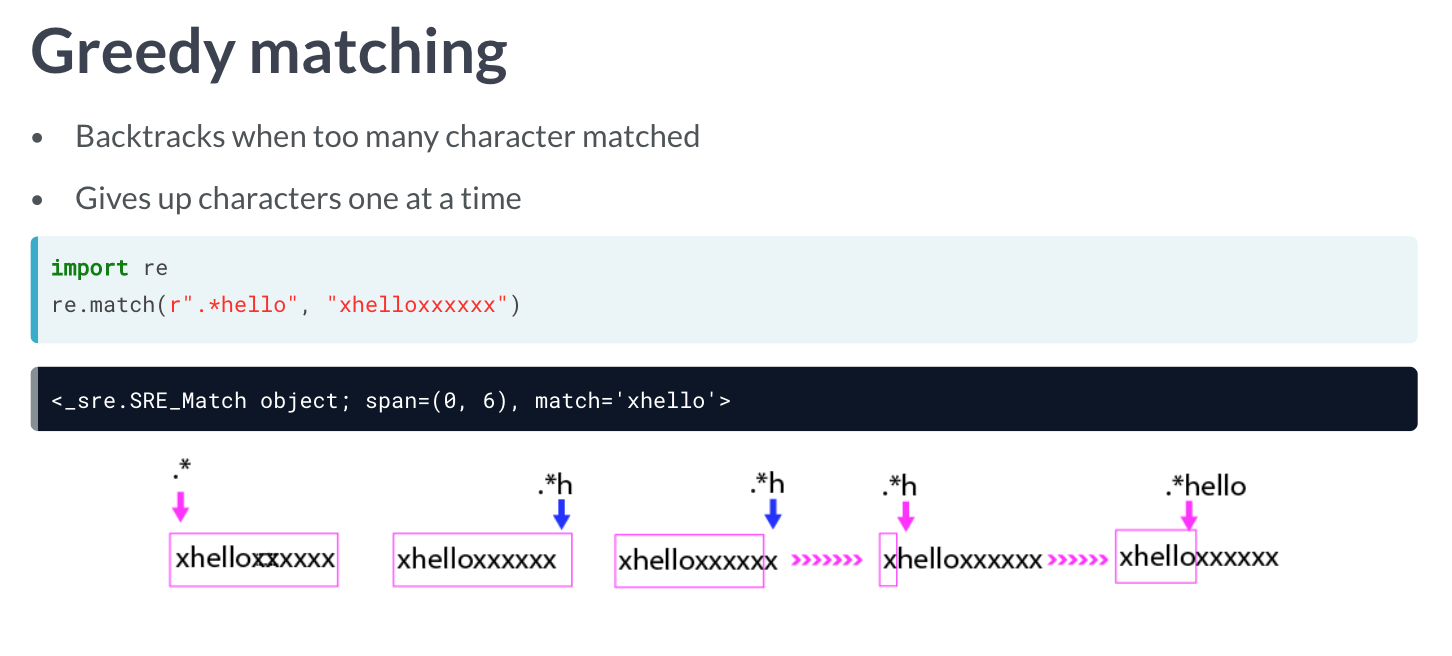 Greedy matching
• Backtracks when too many character matched
• Gives up characters one at a time
import re
re.match(r".*hello", "xhelloxxxxxx")
<_sre.SRE_Match object; span=(0, 6), match='xhello'>
.* .*h .*h .*h .*hello
xhelloxxxxxx xhelloxxxxxx xhelloxxxxxx »»»» xhelloxxxxxx »»»» xhelloxxxxxx